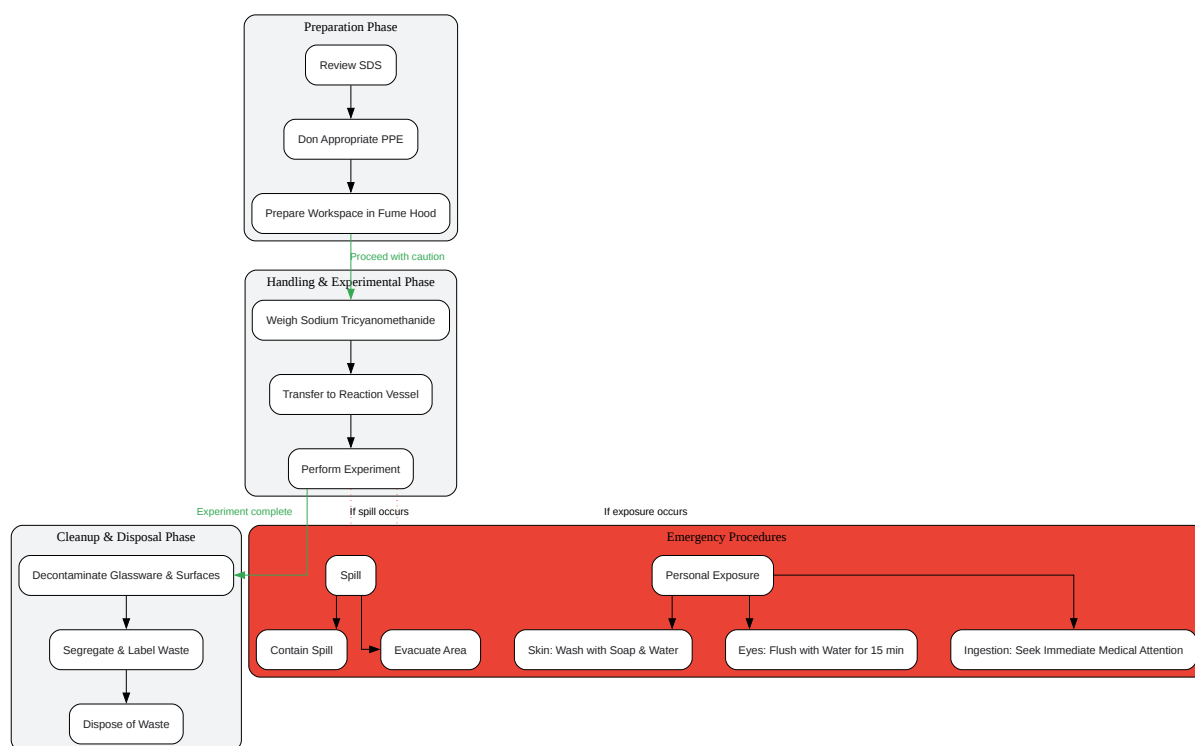 Preparation Phase
Review SDS
Don Appropriate PPE
Prepare Workspace in Fume Hood
Proceed with caution
Handling & Experimental Phase
Weigh Sodium Tricyanomethanide
Transfer to Reaction Vessel
Perform Experiment
Experiment complete
If spill occurs
If exposure occurs
Cleanup & Disposal Phase
Decontaminate Glassware & Surfaces
Segregate & Label Waste
Dispose of Waste
Emergency Procedures
Spill
Personal Exposure
Contain Spill
Evacuate Area
Skin: Wash with Soap & Water
Eyes: Flush with Water for 15 min
Ingestion: Seek Immediate Medical Attention